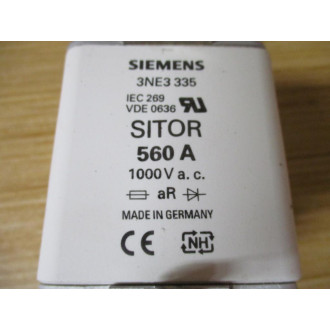 SIEMENS
3NE3 335
IEC 269
VDE 0636
SITOR
560 A
1000 V a.c.
aR
MADE IN GERMANY
CE NH